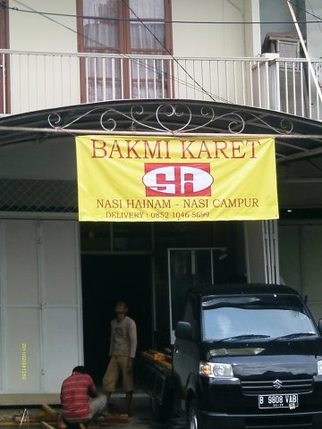 BAKMI KARET
SA
NASI HAINAM - NASI CAMPUR
DELIVERY : 0852 1046 5699
B 9808 VAB